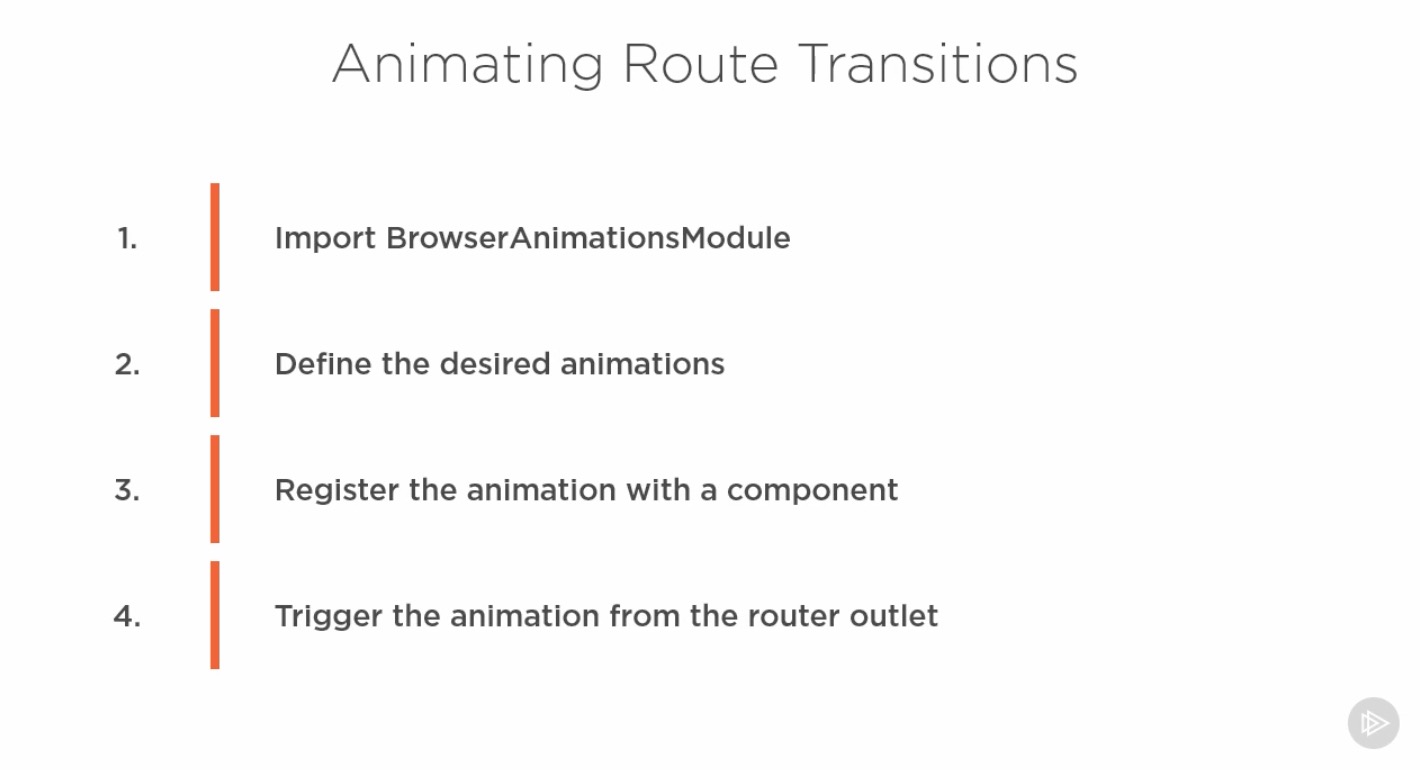 Animating Route Transitions
1. Import BrowserAnimationsModule
2. Define the desired animations
3. Register the animation with a component
4. Trigger the animation from the router outlet